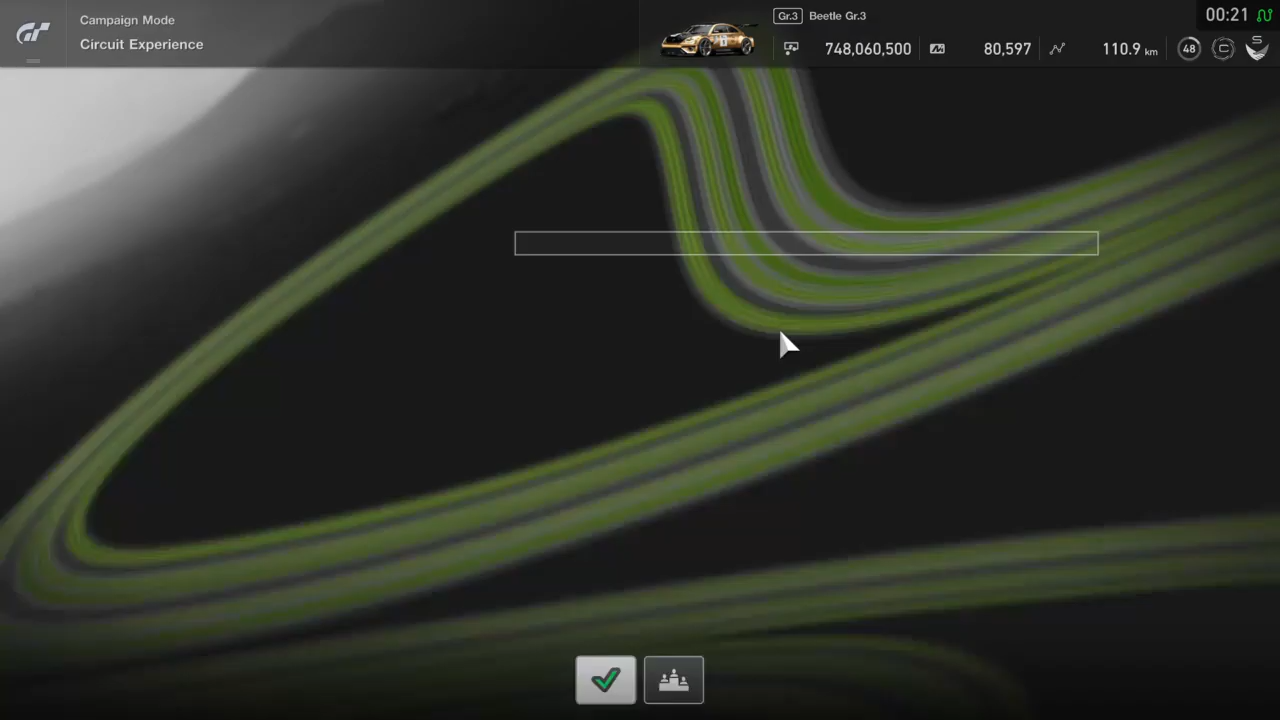 Campaign Mode
Circuit Experience
Gr.3 Beetle Gr.3
00:21
748,060,500
80,597
110.9 km
48
C
S